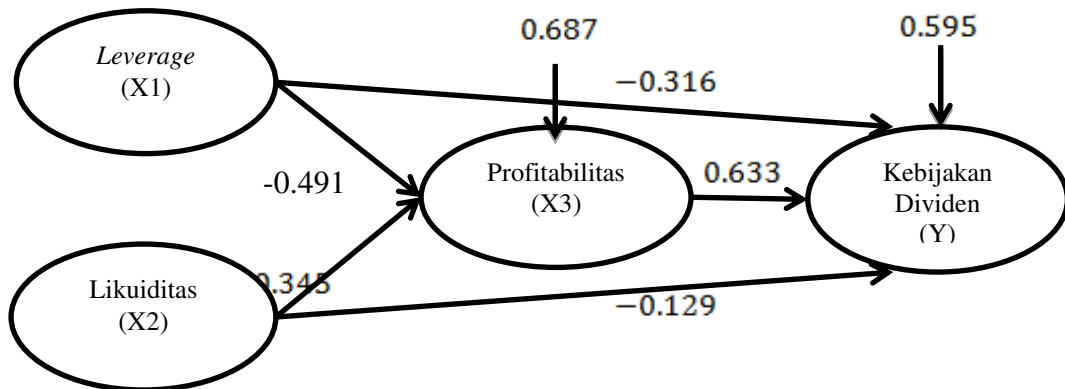 0.687
0.595
Leverage
(X1)
−0.316
Profitabilitas
(X3)
-0.491
0.633
Kebijakan
Dividen
(Y)
Likuiditas
(X2)
0.345
−0.129